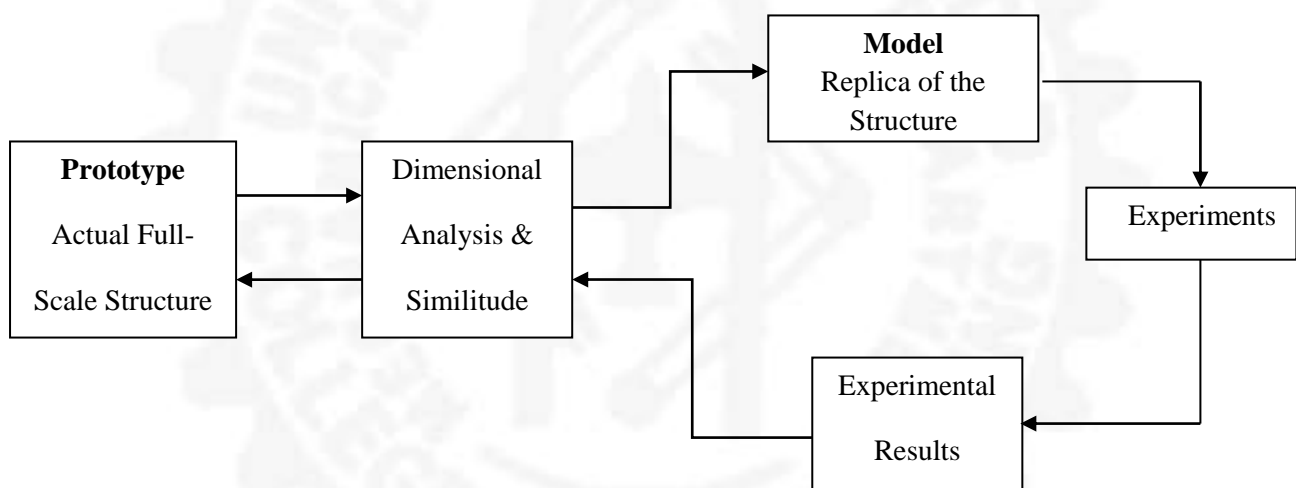 Prototype
Actual Full-
Scale Structure
Dimensional
Analysis &
Similitude
Model
Replica of the
Structure
Experiments
Experimental
Results